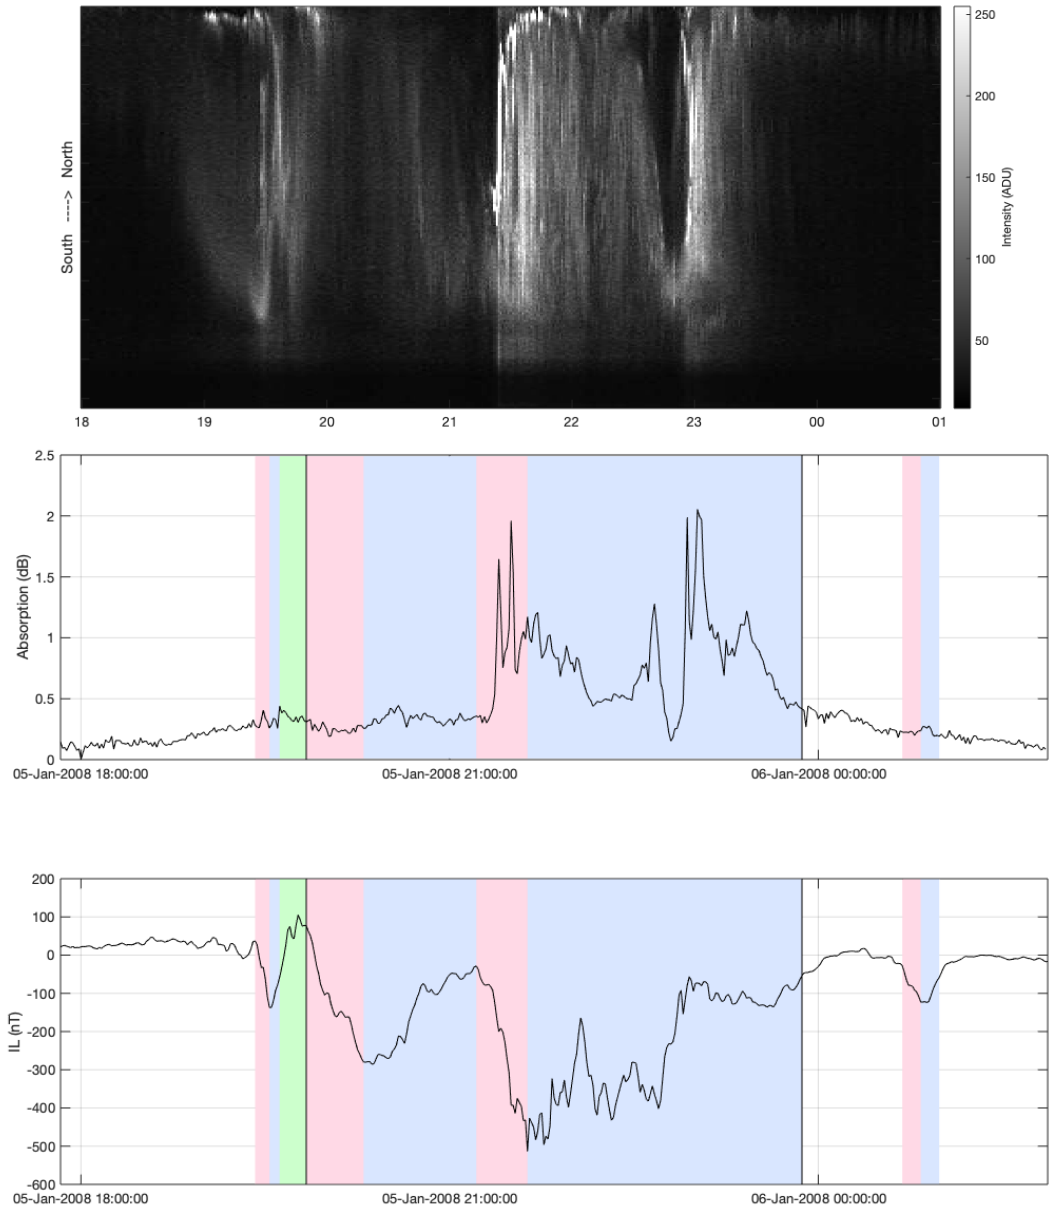 250
200
150
100
50
Intensity (ADU)
South ----> North
18 19 20 21 22 23 00 01
2.5
2
1.5
1
0.5
0
Absorption (dB)
05-Jan-2008 18:00:00 05-Jan-2008 21:00:00 06-Jan-2008 00:00:00
200
100
0
-100
-200
-300
-400
-500
-600
IL (nT)
05-Jan-2008 18:00:00 05-Jan-2008 21:00:00 06-Jan-2008 00:00:00